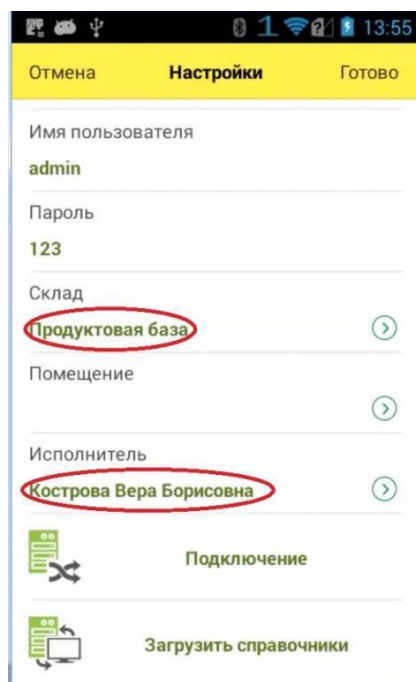 1 13:55
Отмена Настройки Готово
Имя пользователя
admin
Пароль
123
Склад
Продуктовая база
Помещение
Исполнитель
Кострова Вера Борисовна
Подключение
Загрузить справочники